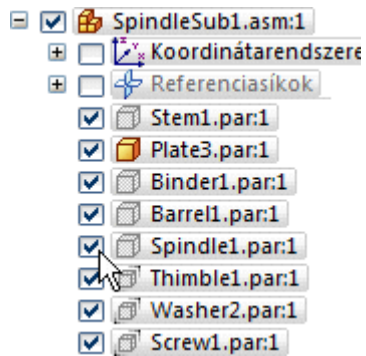 SpindleSub1.asm:1
Koordinátarendszere
Referenciasíkok
Stem1.par:1
Plate3.par:1
Binder1.par:1
Barrel1.par:1
Spindle1.par:1
Thimble1.par:1
Washer2.par:1
Screw1.par:1